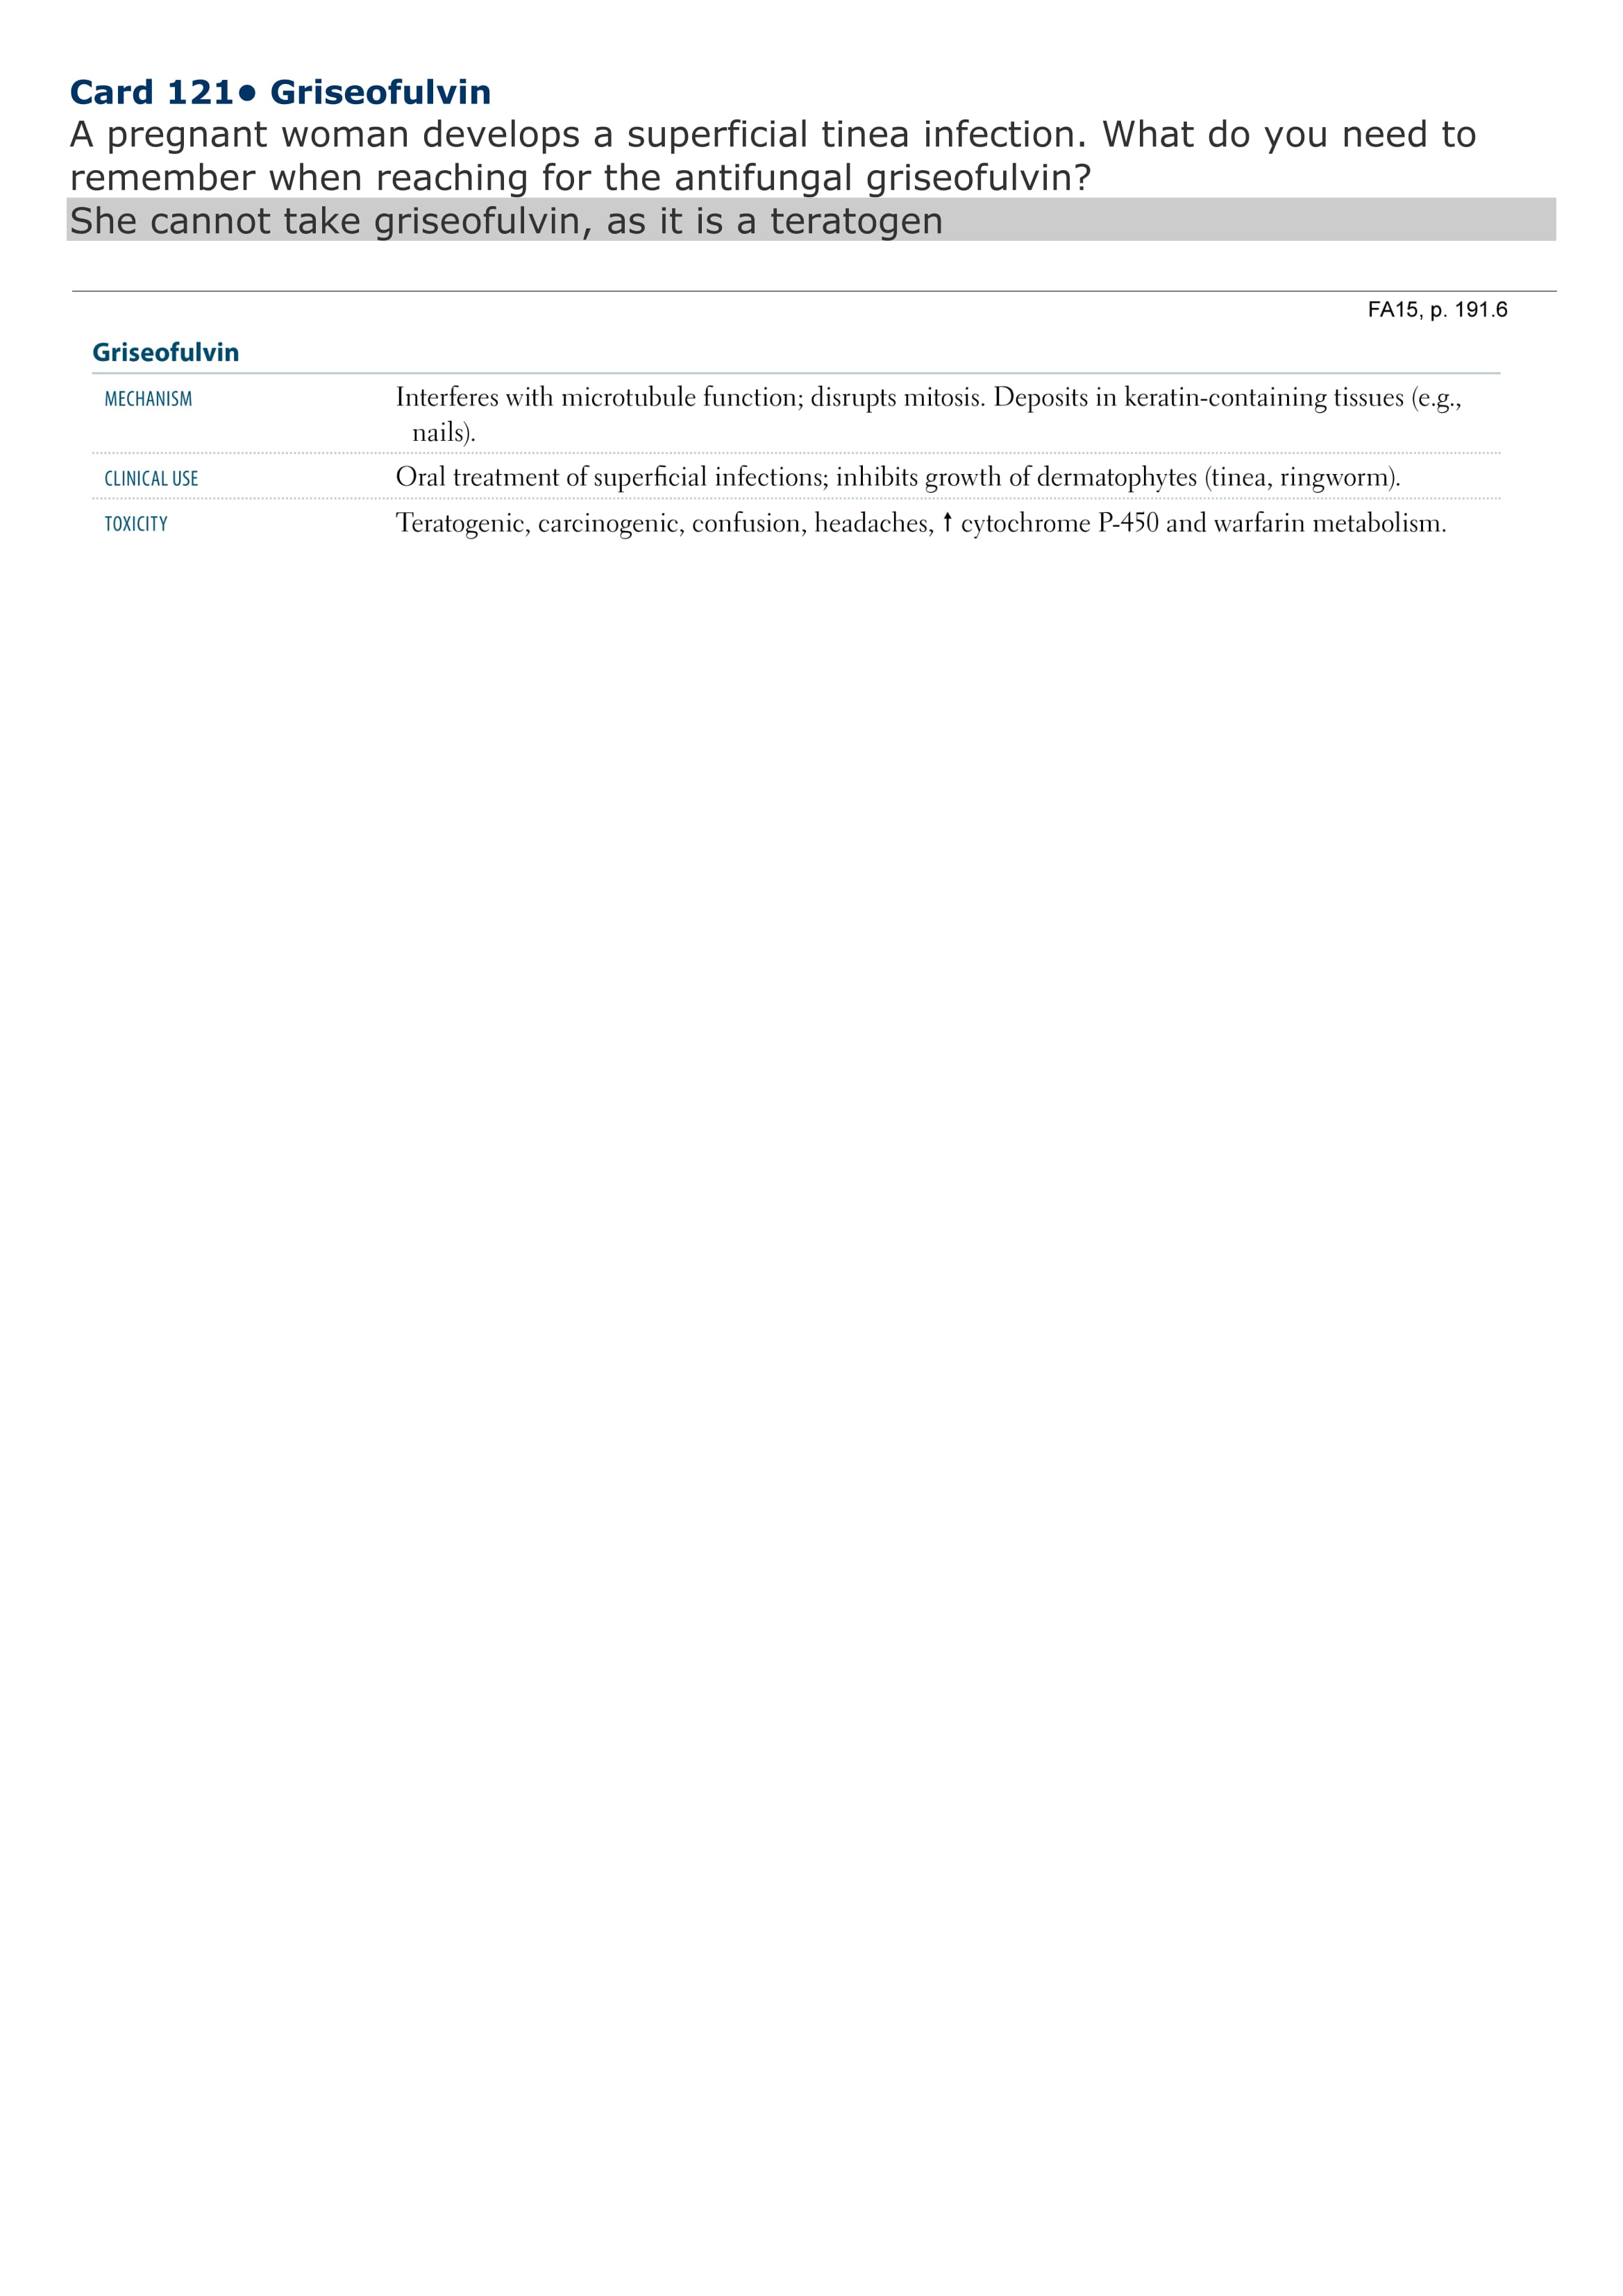 Card 121● Griseofulvin
A pregnant woman develops a superficial tinea infection. What do you need to
remember when reaching for the antifungal griseofulvin?
She cannot take griseofulvin, as it is a teratogen
FA15, p. 191.6
Griseofulvin
MECHANISM Interferes with microtubule function; disrupts mitosis. Deposits in keratin-containing tissues (e.g.,
nails).
CLINICAL USE Oral treatment of superficial infections; inhibits growth of dermatophytes (tinea, ringworm).
TOXICITY Teratogenic, carcinogenic, confusion, headaches, ↑ cytochrome P-450 and warfarin metabolism.